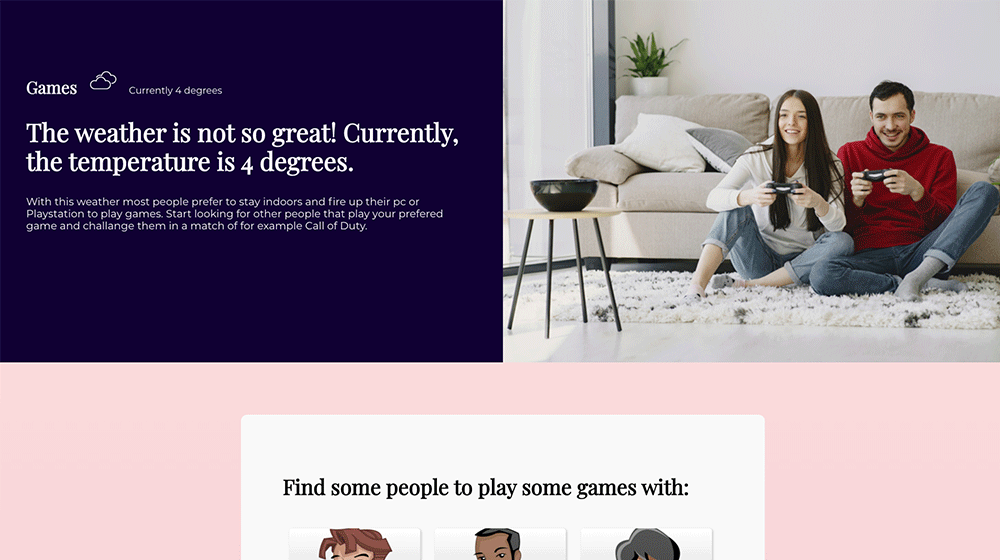 Games
Currently 4 degrees
The weather is not so great! Currently,
the temperature is 4 degrees.
With this weather most people prefer to stay indoors and fire up their pc or
Playstation to play games. Start looking for other people that play your prefered
game and challange them in a match of for example Call of Duty.
Find some people to play some games with: